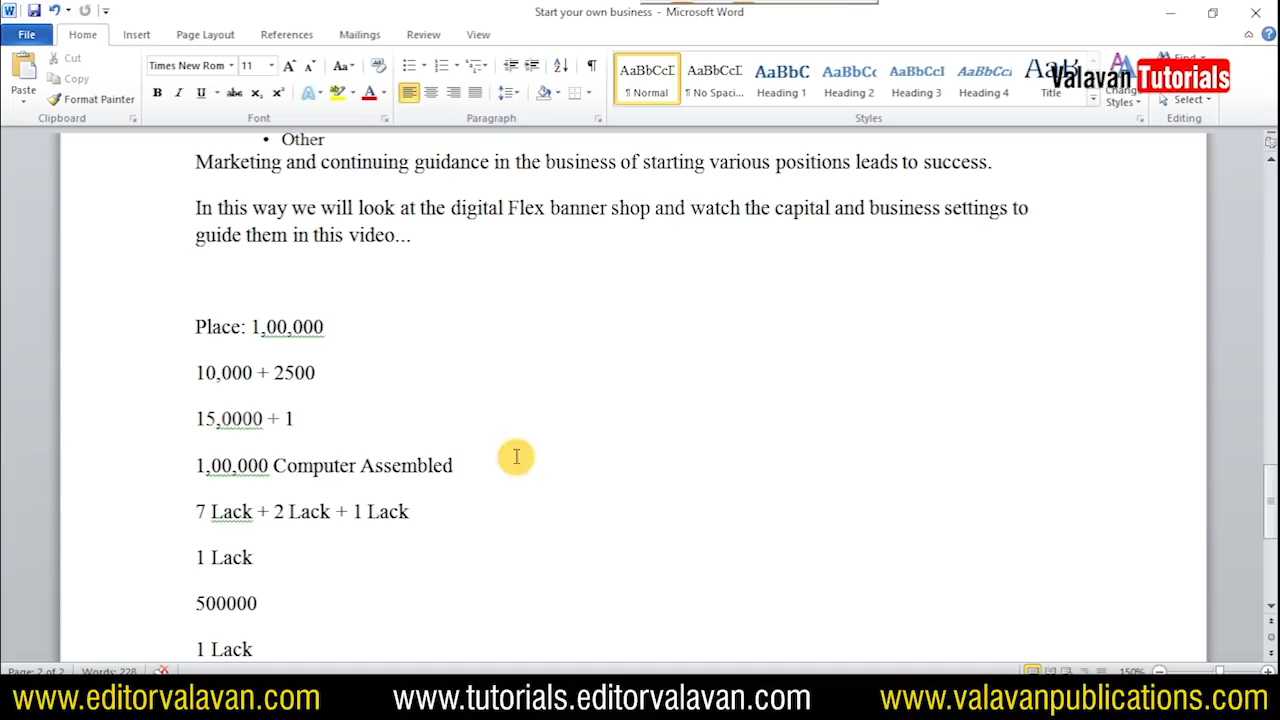 Start your own business - Microsoft Word
File Home Insert Page Layout References Mailings Review View
Paste
Cut
Copy
Format Painter
Clipboard
Times New Rom 11
Font
Paragraph
AaBbCcI ¶ Normal
AaBbCcI ¶ No Spaci...
AaBbC Heading 1
AaBbCc Heading 2
AaBbCcI Heading 3
AaBbCcI Heading 4
AaB Title
Change Styles
Styles
Find
Select
Editing
Valavan Tutorials
• Other
Marketing and continuing guidance in the business of starting various positions leads to success.
In this way we will look at the digital Flex banner shop and watch the capital and business settings to
guide them in this video...
Place: 1,00,000
10,000 + 2500
15,0000 + 1
1,00,000 Computer Assembled
7 Lack + 2 Lack + 1 Lack
1 Lack
500000
1 Lack
Page: 2 of 2 Words: 228 150%
www.editorvalavan.com www.tutorials.editorvalavan.com www.valavanpublications.com